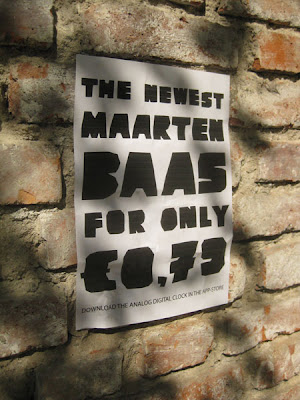 THE NEWEST
MAARTEN
BAAS
FOR ONLY
€0,79
DOWNLOAD THE ANALOG DIGITAL CLOCK IN THE APP-STORE